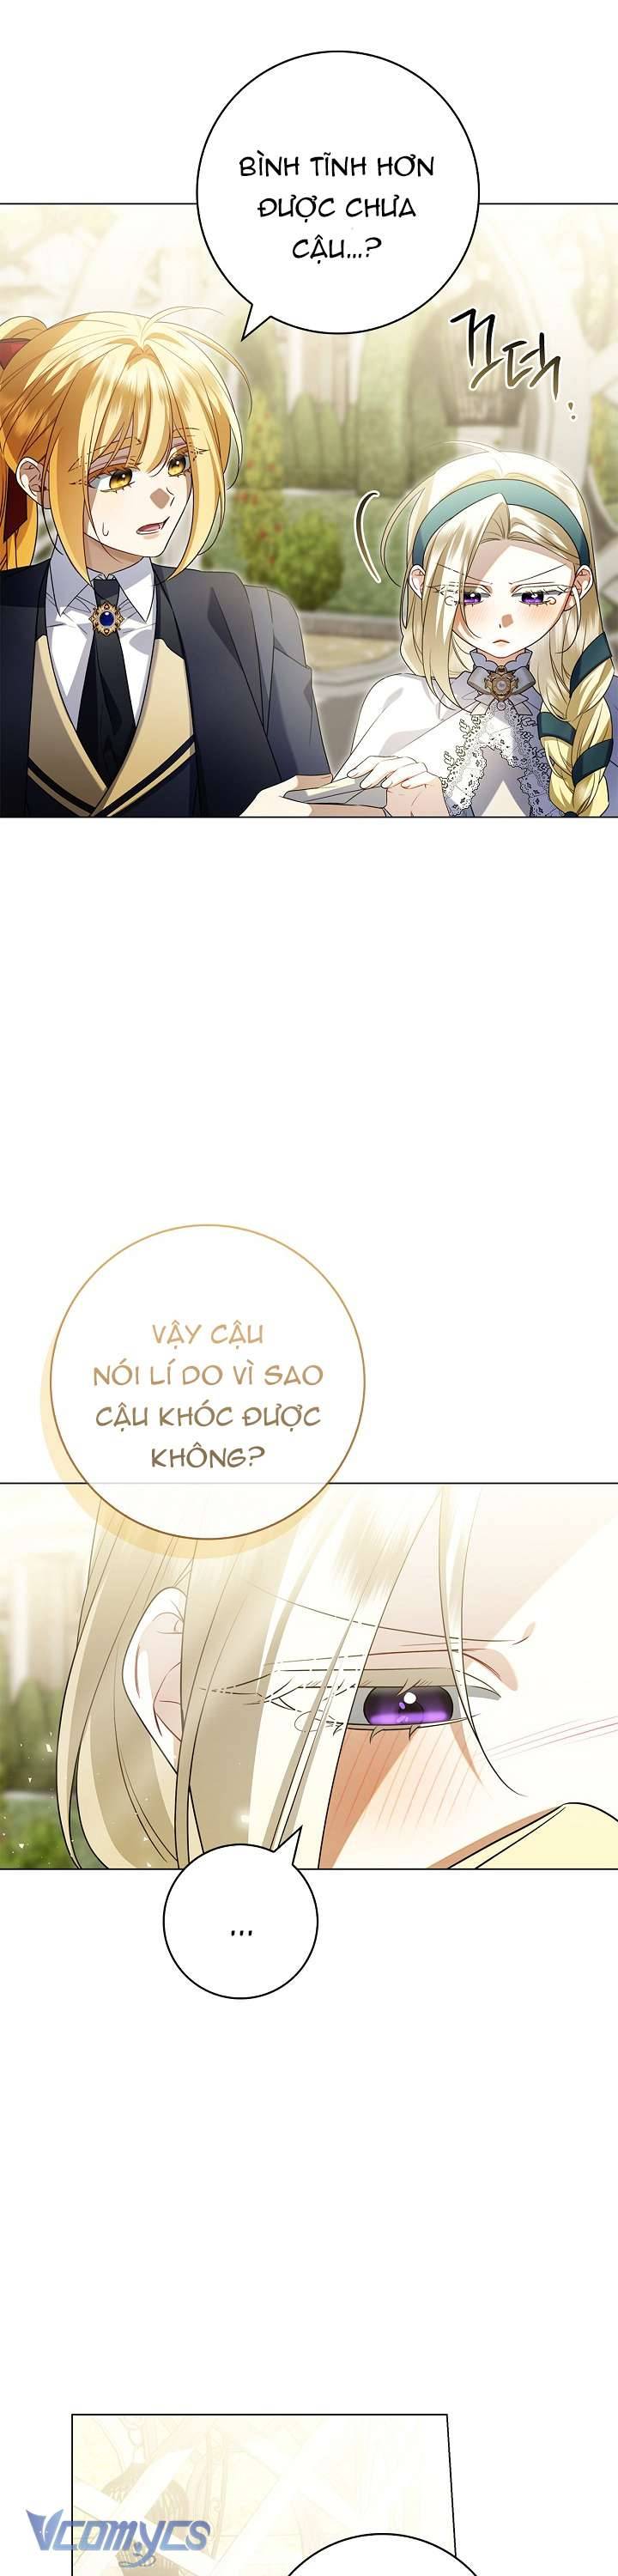 BÌNH TĨNH HƠN
ĐƯỢC CHƯA
CẬU...?
끄덕
VẬY CẬU
NÓI LÍ DO VÌ SAO
CẬU KHÓC ĐƯỢC
KHÔNG?
...
VCOMYCS